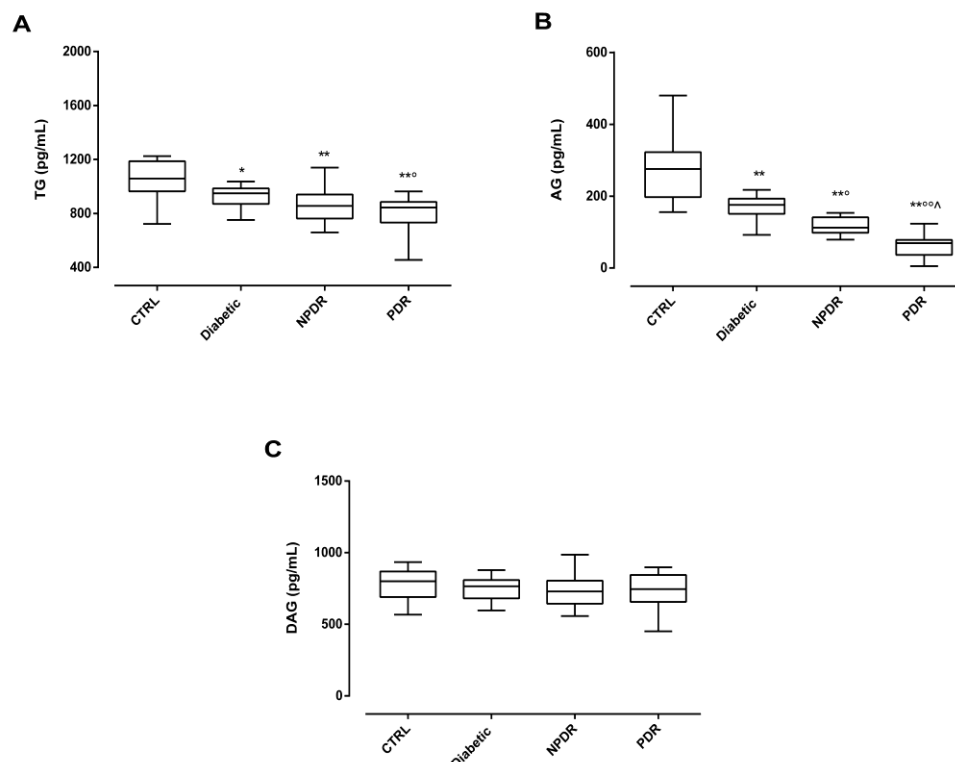 A
TG (pg/mL)
2000
1600
1200
800
400
*
**
**°
CTRL
Diabetic
NPDR
PDR
B
AG (pg/mL)
600
400
200
0
**
**°
**°°^
CTRL
Diabetic
NPDR
PDR
C
DAG (pg/mL)
1500
1000
500
0
CTRL
Diabetic
NPDR
PDR